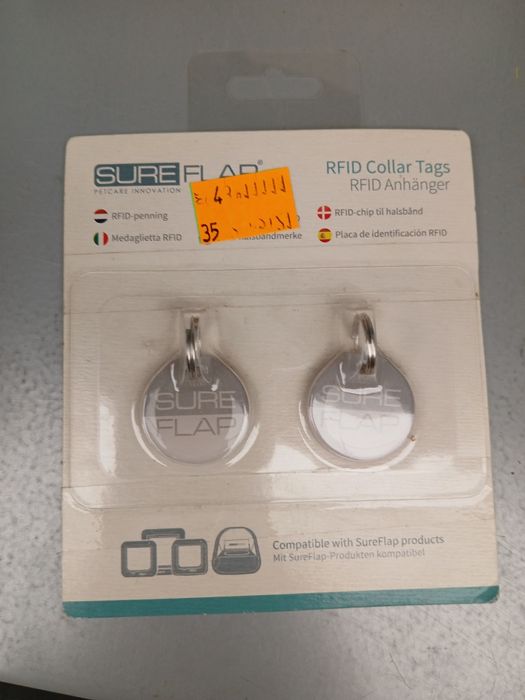 SUREFLAP®
PETCARE INNOVATION
RFID Collar Tags
RFID Anhänger
RFID-penning
Medaglietta RFID
halsbandmerke
RFID-chip til halsbånd
Placa de identificación RFID
35
SURE
FLAP
SURE
FLAP
Compatible with SureFlap products
Mit SureFlap-Produkten kompatibel